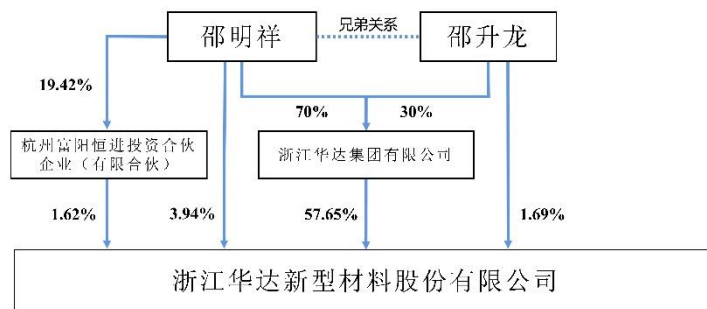 邵明祥
兄弟关系
邵升龙
19.42%
70%
30%
杭州富阳恒进投资合伙
企业（有限合伙）
浙江华达集团有限公司
1.62%
3.94%
57.65%
1.69%
浙江华达新型材料股份有限公司